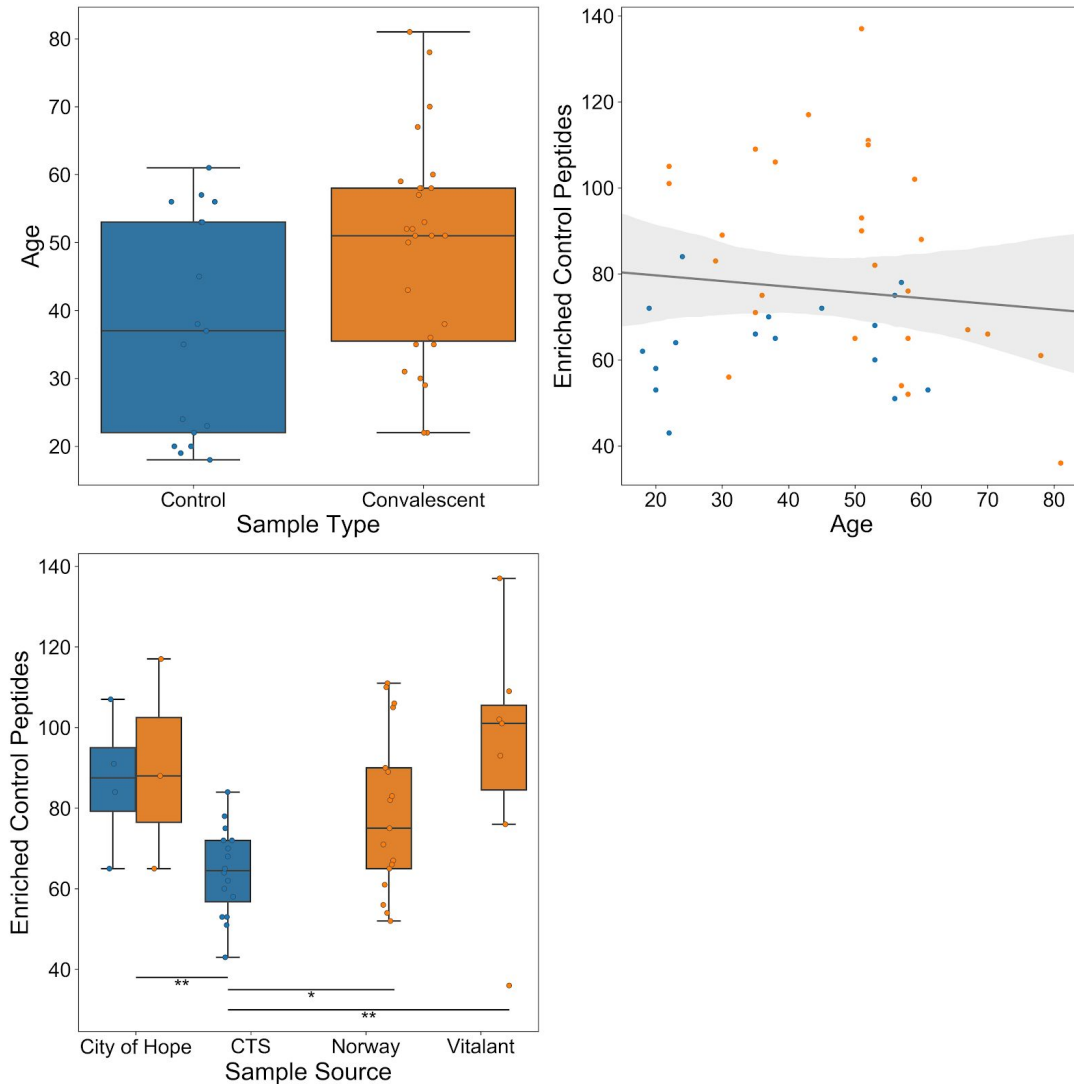 Age
80
70
60
50
40
30
20
Control
Convalescent
Sample Type
Enriched Control Peptides
140
120
100
80
60
40
20
30
40
50
60
70
80
Age
Enriched Control Peptides
140
120
100
80
60
40
**
*
**
City of Hope
CTS
Norway
Vitalant
Sample Source